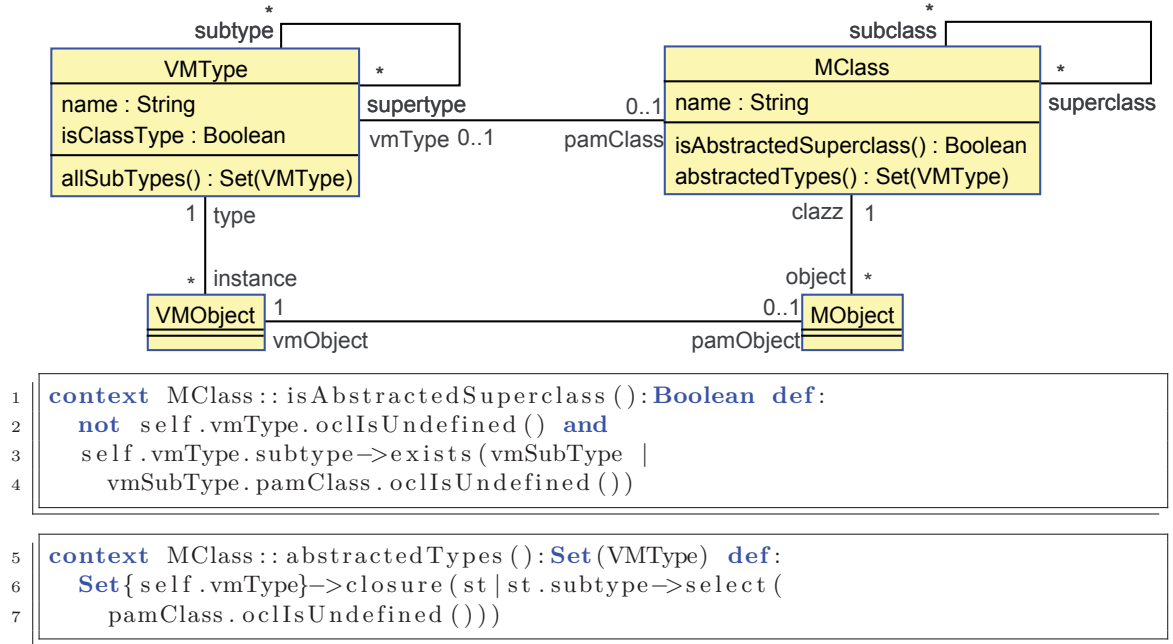 *
subtype
VMType
*
name : String
isClassType : Boolean
supertype
vmType 0..1
allSubTypes() : Set(VMType)
1 type
* instance
VMObject
1
vmObject
*
subclass
MClass
*
0..1
name : String
superclass
pamClass
isAbstractedSuperclass() : Boolean
abstractedTypes() : Set(VMType)
clazz 1
object *
0..1
MObject
pamObject
1 context MClass::isAbstractedSuperclass():Boolean def:
2 not self.vmType.oclIsUndefined() and
3 self.vmType.subtype->exists(vmSubType |
4 vmSubType.pamClass.oclIsUndefined())
5 context MClass::abstractedTypes():Set(VMType) def:
6 Set{self.vmType}->closure(st|st.subtype->select(
7 pamClass.oclIsUndefined()))